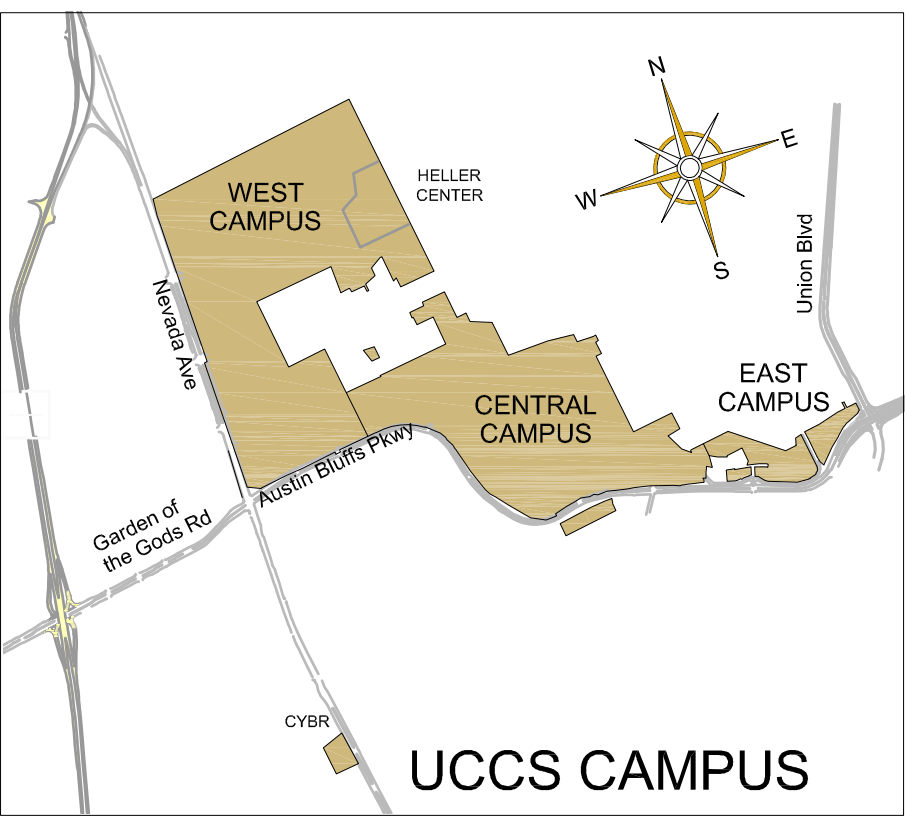 N
E
W
S
WEST
CAMPUS
HELLER
CENTER
Union Blvd
Nevada Ave
EAST
CAMPUS
CENTRAL
CAMPUS
Austin Bluffs Pkwy
Garden of
the Gods Rd
CYBR
UCCS CAMPUS